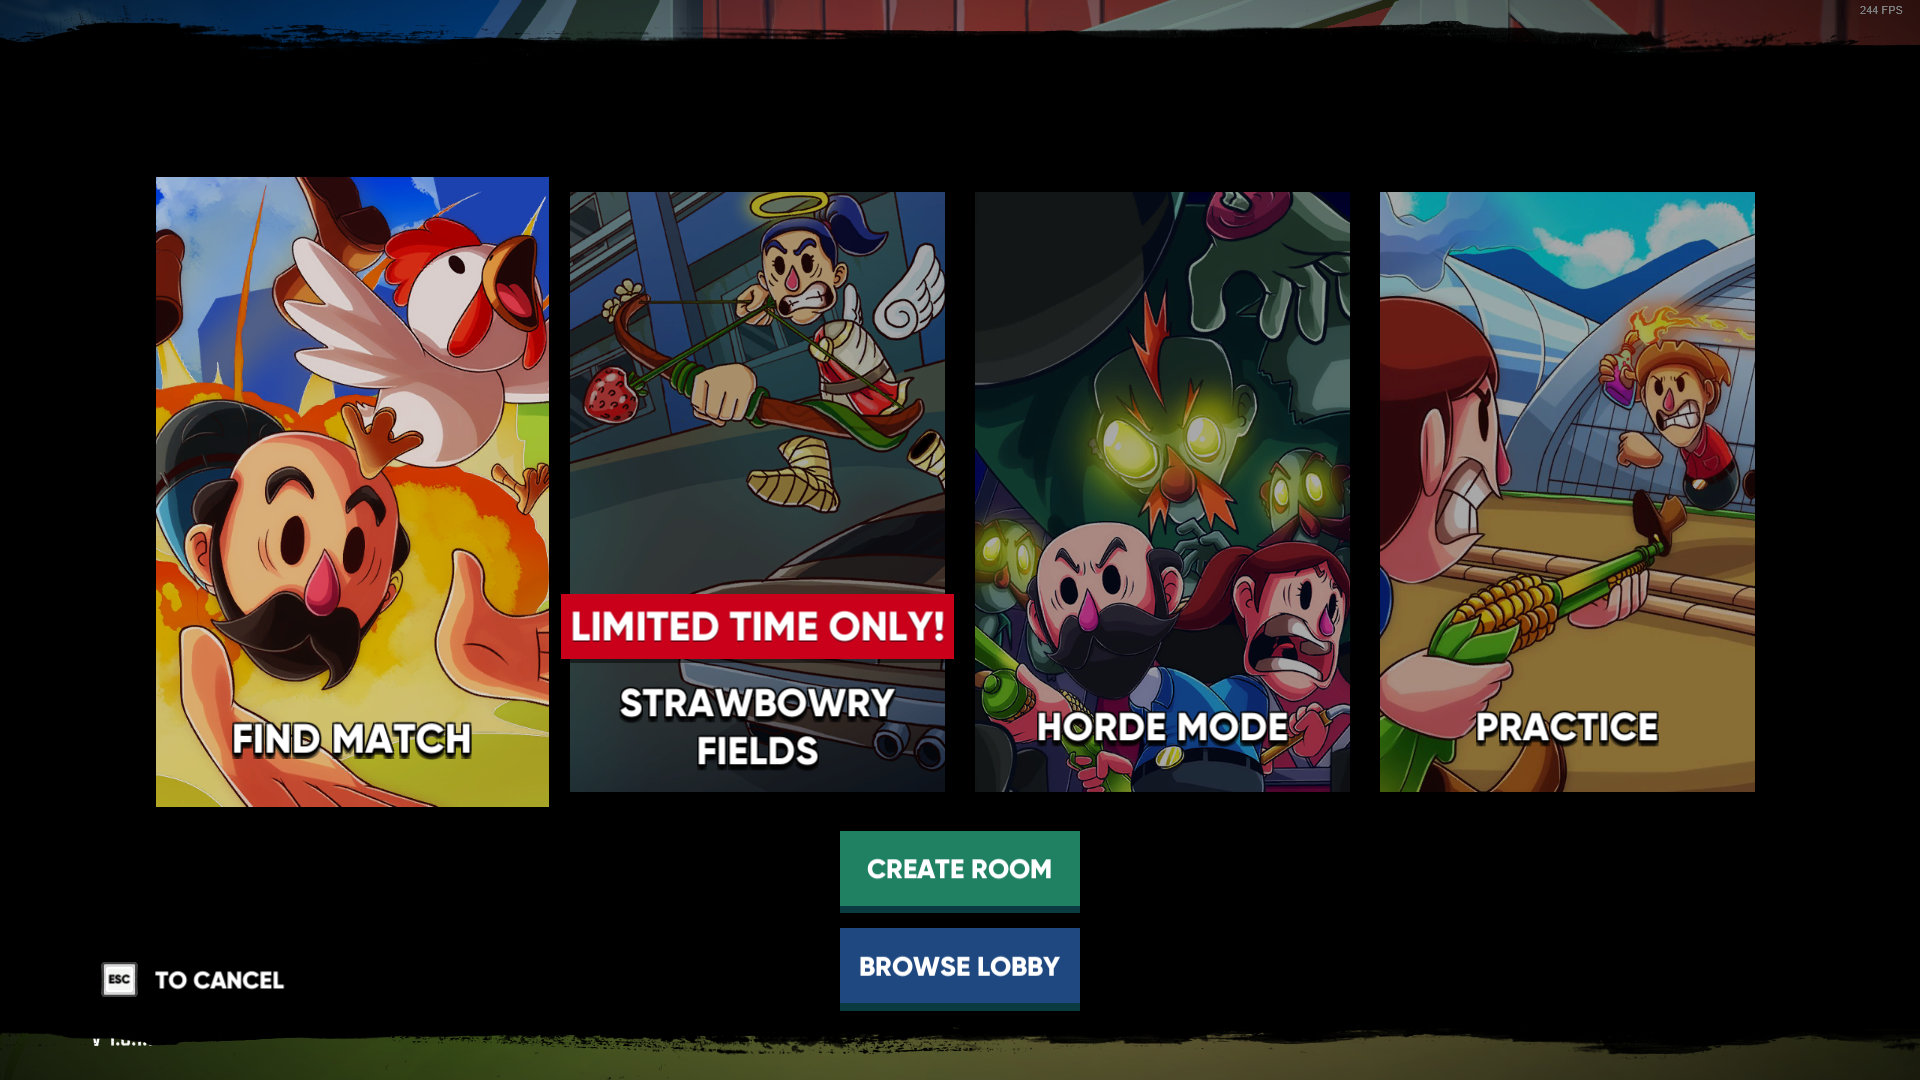 244 FPS
FIND MATCH
LIMITED TIME ONLY!
STRAWBOWRY
FIELDS
HORDE MODE
PRACTICE
CREATE ROOM
BROWSE LOBBY
ESC TO CANCEL